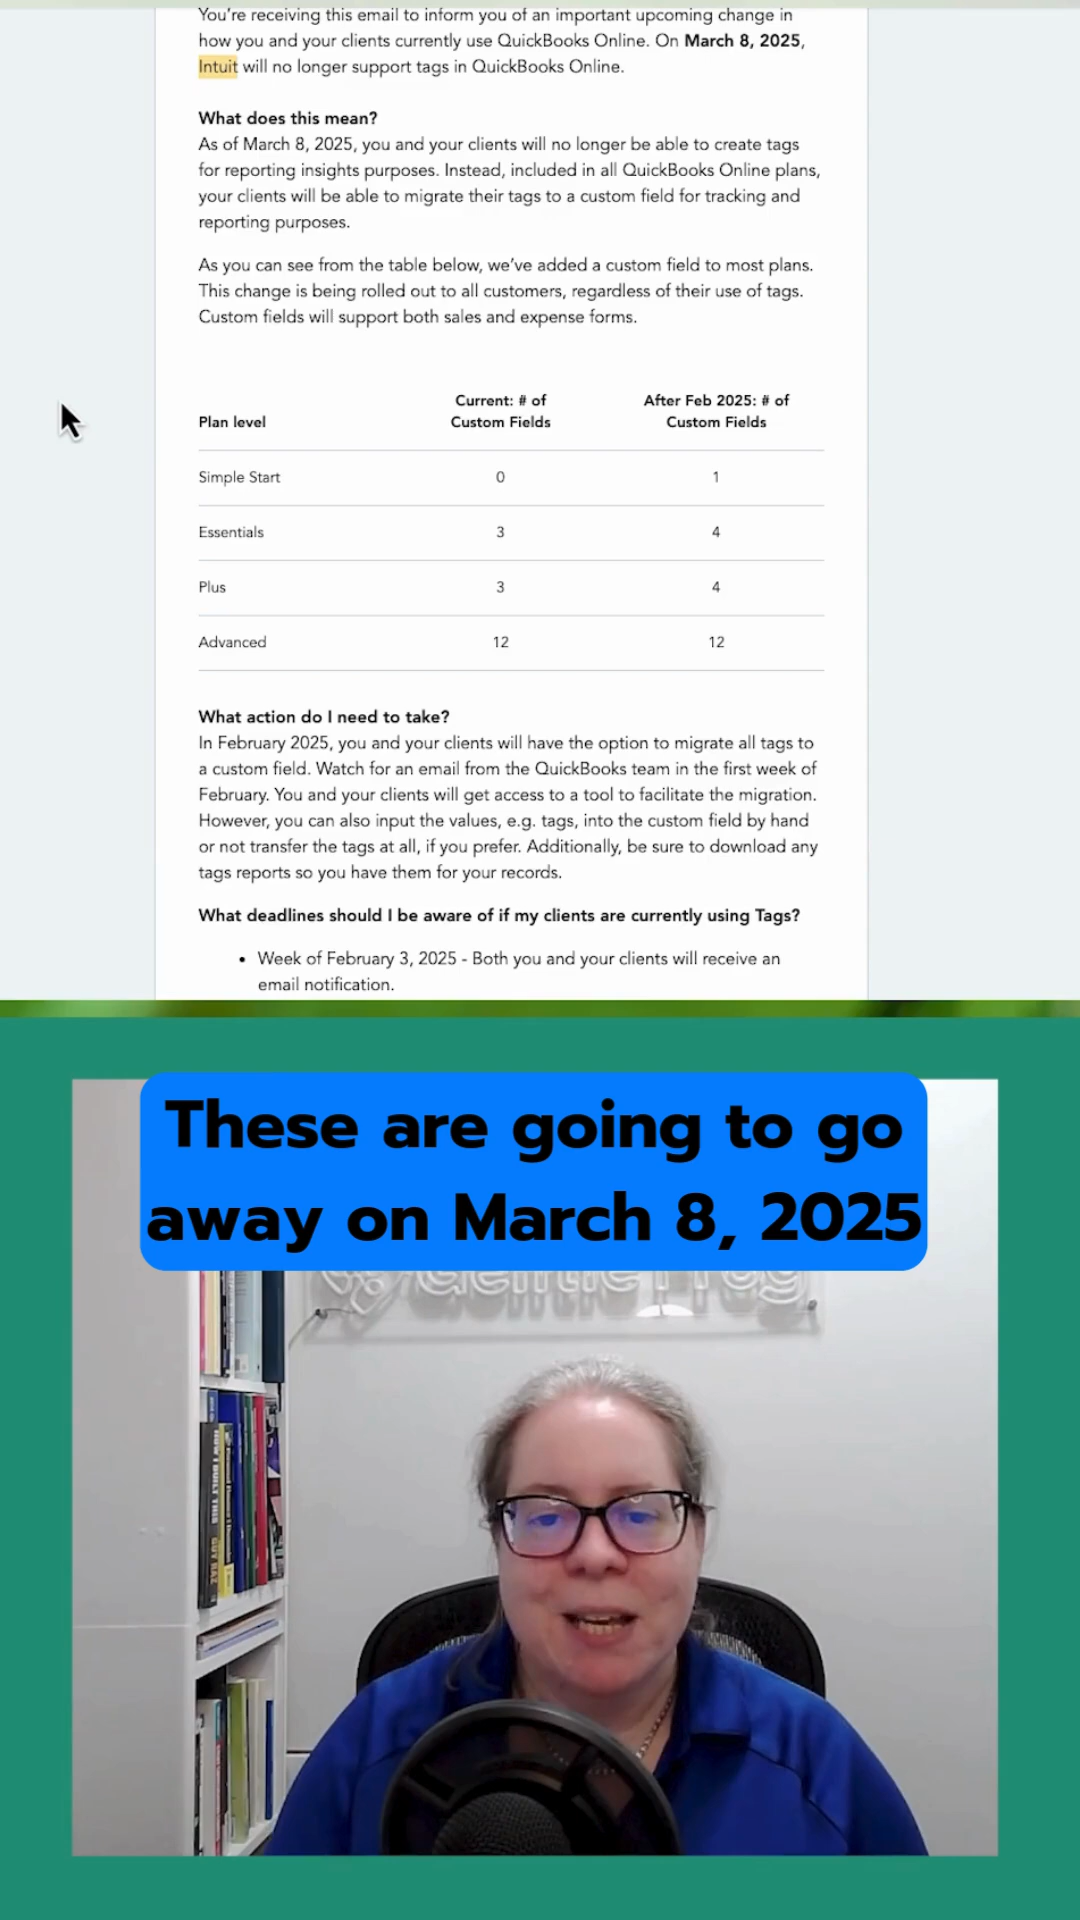 You're receiving this email to inform you of an important upcoming change in
how you and your clients currently use QuickBooks Online. On March 8, 2025,
Intuit will no longer support tags in QuickBooks Online.
What does this mean?
As of March 8, 2025, you and your clients will no longer be able to create tags
for reporting insights purposes. Instead, included in all QuickBooks Online plans,
your clients will be able to migrate their tags to a custom field for tracking and
reporting purposes.
As you can see from the table below, we've added a custom field to most plans.
This change is being rolled out to all customers, regardless of their use of tags.
Custom fields will support both sales and expense forms.
Plan level Current: # of Custom Fields After Feb 2025: # of Custom Fields
Simple Start 0 1
Essentials 3 4
Plus 3 4
Advanced 12 12
What action do I need to take?
In February 2025, you and your clients will have the option to migrate all tags to
a custom field. Watch for an email from the QuickBooks team in the first week of
February. You and your clients will get access to a tool to facilitate the migration.
However, you can also input the values, e.g. tags, into the custom field by hand
or not transfer the tags at all, if you prefer. Additionally, be sure to download any
tags reports so you have them for your records.
What deadlines should I be aware of if my clients are currently using Tags?
• Week of February 3, 2025 - Both you and your clients will receive an
email notification.
These are going to go
away on March 8, 2025
Gentle Frog
HOW I BUILT THIS GUY RAZ